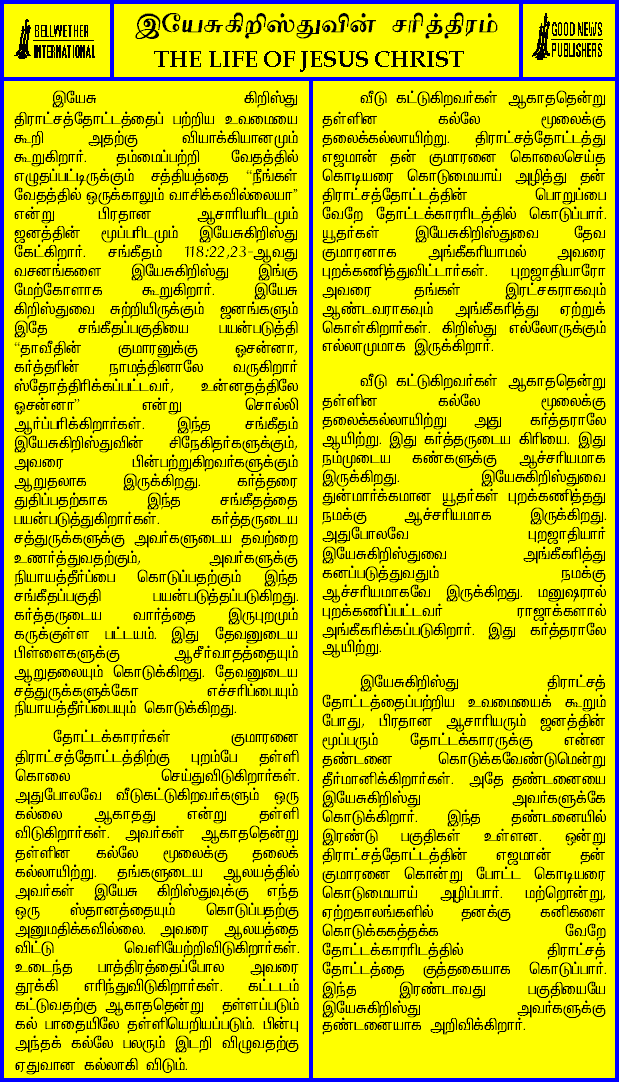 BELLWETHER
INTERNATIONAL
இயேசுகிறிஸ்துவின் சரித்திரம்
THE LIFE OF JESUS CHRIST
GOOD NEWS
PUBLISHERS
இயேசு கிறிஸ்து
திராட்சத்தோட்டத்தைப் பற்றிய உவமையை
கூறி அதற்கு வியாக்கியானமும்
கூறுகிறார். தம்மைப்பற்றி வேதத்தில்
எழுதப்பட்டிருக்கும் சத்தியத்தை “நீங்கள்
வேதத்தில் ஒருக்காலும் வாசிக்கவில்லையா”
என்று பிரதான ஆசாரியரிடமும்
ஜனத்தின் மூப்பரிடமும் இயேசுகிறிஸ்து
கேட்கிறார். சங்கீதம் 118:22,23-ஆவது
வசனங்களை இயேசுகிறிஸ்து இங்கு
மேற்கோளாக கூறுகிறார். இயேசு
கிறிஸ்துவை சுற்றியிருக்கும் ஜனங்களும்
இதே சங்கீதப்பகுதியை பயன்படுத்தி
“தாவீதின் குமாரனுக்கு ஓசன்னா,
கர்த்தரின் நாமத்தினாலே வருகிறார்
ஸ்தோத்திரிக்கப்பட்டவர், உன்னதத்திலே
ஓசன்னா” என்று சொல்லி
ஆர்ப்பரிக்கிறார்கள். இந்த சங்கீதம்
இயேசுகிறிஸ்துவின் சிநேகிதர்களுக்கும்,
அவரை பின்பற்றுகிறவர்களுக்கும்
ஆறுதலாக இருக்கிறது. கர்த்தரை
துதிப்பதற்காக இந்த சங்கீதத்தை
பயன்படுத்துகிறார்கள். கர்த்தருடைய
சத்துருக்களுக்கு அவர்களுடைய தவற்றை
உணர்த்துவதற்கும், அவர்களுக்கு
நியாயத்தீர்ப்பை கொடுப்பதற்கும் இந்த
சங்கீதப்பகுதி பயன்படுத்தப்படுகிறது.
கர்த்தருடைய வார்த்தை இருபுறமும்
கருக்குள்ள பட்டயம். இது தேவனுடைய
பிள்ளைகளுக்கு ஆசீர்வாதத்தையும்
ஆறுதலையும் கொடுக்கிறது. தேவனுடைய
சத்துருக்களுக்கோ எச்சரிப்பையும்
நியாயத்தீர்ப்பையும் கொடுக்கிறது.
தோட்டக்காரர்கள் குமாரனை
திராட்சத்தோட்டத்திற்கு புறம்பே தள்ளி
கொலை செய்துவிடுகிறார்கள்.
அதுபோலவே வீடுகட்டுகிறவர்களும் ஒரு
கல்லை ஆகாதது என்று தள்ளி
விடுகிறார்கள். அவர்கள் ஆகாததென்று
தள்ளின கல்லே மூலைக்கு தலைக்
கல்லாயிற்று. தங்களுடைய ஆலயத்தில்
அவர்கள் இயேசு கிறிஸ்துவுக்கு எந்த
ஒரு ஸ்தானத்தையும் கொடுப்பதற்கு
அனுமதிக்கவில்லை. அவரை ஆலயத்தை
விட்டு வெளியேற்றிவிடுகிறார்கள்.
உடைந்த பாத்திரத்தைப்போல அவரை
தூக்கி எரிந்துவிடுகிறார்கள். கட்டடம்
கட்டுவதற்கு ஆகாததென்று தள்ளப்படும்
கல் பாதையிலே தள்ளியெறியப்படும். பின்பு
அந்தக் கல்லே பலரும் இடறி விழுவதற்கு
ஏதுவான கல்லாகி விடும்.
வீடு கட்டுகிறவர்கள் ஆகாததென்று
தள்ளின கல்லே மூலைக்கு
தலைக்கல்லாயிற்று. திராட்சத்தோட்டத்து
எஜமான் தன் குமாரனை கொலைசெய்த
கொடியரை கொடுமையாய் அழித்து தன்
திராட்சத்தோட்டத்தின் பொறுப்பை
வேறே தோட்டக்காரரிடத்தில் கொடுப்பார்.
யூதர்கள் இயேசுகிறிஸ்துவை தேவ
குமாரனாக அங்கீகரியாமல் அவரை
புறக்கணித்துவிட்டார்கள். புறஜாதியாரோ
அவரை தங்கள் இரட்சகராகவும்
ஆண்டவராகவும் அங்கீகரித்து ஏற்றுக்
கொள்கிறார்கள். கிறிஸ்து எல்லோருக்கும்
எல்லாமுமாக இருக்கிறார்.
வீடு கட்டுகிறவர்கள் ஆகாததென்று
தள்ளின கல்லே மூலைக்கு
தலைக்கல்லாயிற்று அது கர்த்தராலே
ஆயிற்று. இது கர்த்தருடைய கிரியை. இது
நம்முடைய கண்களுக்கு ஆச்சரியமாக
இருக்கிறது. இயேசுகிறிஸ்துவை
துன்மார்க்கமான யூதர்கள் புறக்கணித்தது
நமக்கு ஆச்சரியமாக இருக்கிறது.
அதுபோலவே புறஜாதியார்
இயேசுகிறிஸ்துவை அங்கீகரித்து
கனப்படுத்துவதும் நமக்கு
ஆச்சரியமாகவே இருக்கிறது. மனுஷரால்
புறக்கணிப்பட்டவர் ராஜாக்களால்
அங்கீகரிக்கப்படுகிறார். இது கர்த்தராலே
ஆயிற்று.
இயேசுகிறிஸ்து திராட்சத்
தோட்டத்தைப்பற்றிய உவமையைக் கூறும்
போது, பிரதான ஆசாரியரும் ஜனத்தின்
மூப்பரும் தோட்டக்காரருக்கு என்ன
தண்டனை கொடுக்கவேண்டுமென்று
தீர்மானிக்கிறார்கள். அதே தண்டனையை
இயேசுகிறிஸ்து அவர்களுக்கே
கொடுக்கிறார். இந்த தண்டனையில்
இரண்டு பகுதிகள் உள்ளன. ஒன்று
திராட்சத்தோட்டத்தின் எஜமான் தன்
குமாரனை கொன்று போட்ட கொடியரை
கொடுமையாய் அழிப்பார். மற்றொன்று,
ஏற்றகாலங்களில் தனக்கு கனிகளை
கொடுக்ககத்தக்க வேறே
தோட்டக்காரரிடத்தில் திராட்சத்
தோட்டத்தை குத்தகையாக கொடுப்பார்.
இந்த இரண்டாவது பகுதியையே
இயேசுகிறிஸ்து அவர்களுக்கு
தண்டனையாக அறிவிக்கிறார்.